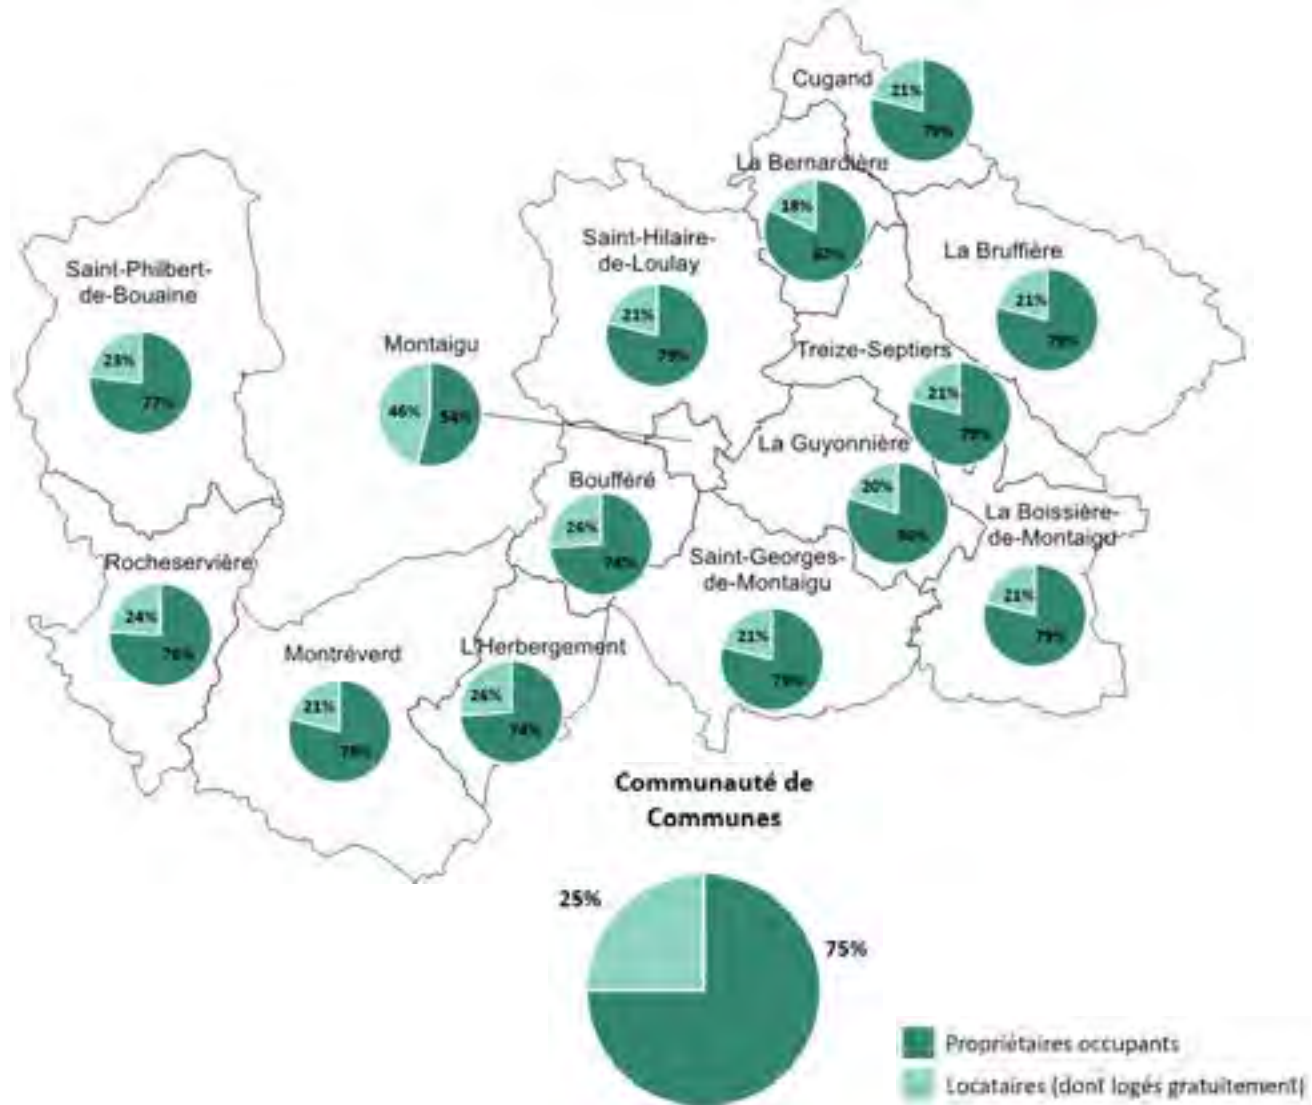 Cugand
21%
79%
La Bernardière
18%
82%
Saint-Hilaire-
de-Loulay
21%
79%
La Bruffière
21%
79%
Saint-Philbert-
de-Bouaine
23%
77%
Montaigu
46%
54%
Treize-Septiers
21%
79%
La Guyonnière
20%
80%
Boufféré
26%
74%
La Boissière-
de-Montaigu
21%
79%
Saint-Georges-
de-Montaigu
21%
79%
Rocheservière
24%
76%
Montréverd
21%
79%
L'Herbergement
26%
74%
Communauté de
Communes
25%
75%
Propriétaires occupants
Locataires (dont logés gratuitement)